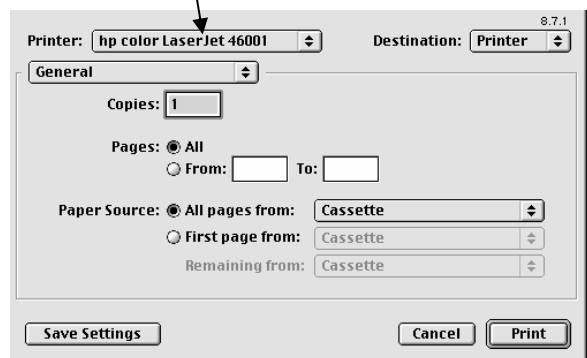 8.7.1
Printer: hp color LaserJet 46001 Destination: Printer
General
Copies: 1
Pages: All
From: To:
Paper Source: All pages from: Cassette
First page from: Cassette
Remaining from: Cassette
Save Settings Cancel Print